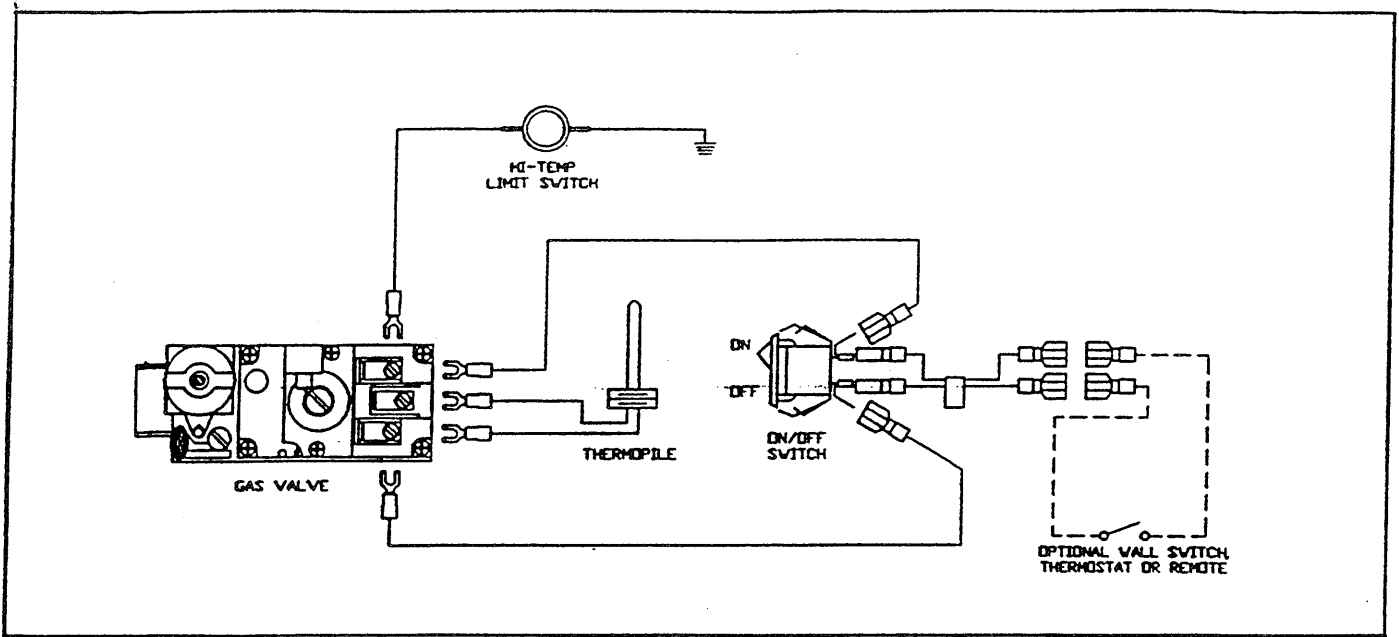 HI-TEMP
LIMIT SWITCH
ON
OFF
THERMOPILE
ON/OFF
SWITCH
GAS VALVE
OPTIONAL WALL SWITCH,
THERMOSTAT OR REMOTE